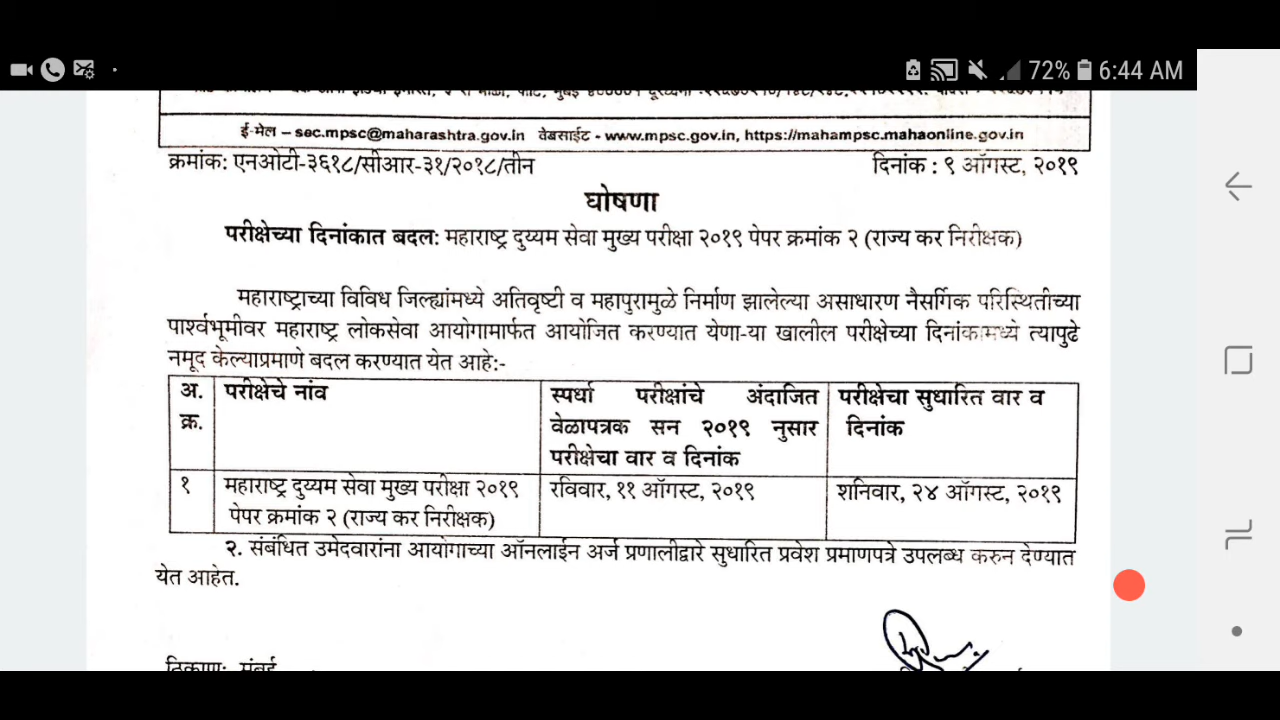 72% 6:44 AM
ई-मेल – sec.mpsc@maharashtra.gov.in वेबसाईट - www.mpsc.gov.in, https://mahampsc.mahaonline.gov.in
क्रमांक: एनओटी-३६१८/सीआर-३१/२०१८/तीन दिनांक : ९ ऑगस्ट, २०१९
घोषणा
परीक्षेच्या दिनांकात बदल: महाराष्ट्र दुय्यम सेवा मुख्य परीक्षा २०१९ पेपर क्रमांक २ (राज्य कर निरीक्षक)
महाराष्ट्राच्या विविध जिल्ह्यांमध्ये अतिवृष्टी व महापुरामुळे निर्माण झालेल्या असाधारण नैसर्गिक परिस्थितीच्या
पार्श्वभूमीवर महाराष्ट्र लोकसेवा आयोगामार्फत आयोजित करण्यात येणा-या खालील परीक्षेच्या दिनांकामध्ये त्यापुढे
नमूद केल्याप्रमाणे बदल करण्यात येत आहे:-
अ. परीक्षेचे नांव स्पर्धा परीक्षांचे अंदाजित परीक्षेचा सुधारित वार व
क्र. वेळापत्रक सन २०१९ नुसार दिनांक
परीक्षेचा वार व दिनांक
१ महाराष्ट्र दुय्यम सेवा मुख्य परीक्षा २०१९ रविवार, ११ ऑगस्ट, २०१९ शनिवार, २४ ऑगस्ट, २०१९
पेपर क्रमांक २ (राज्य कर निरीक्षक)
२. संबंधित उमेदवारांना आयोगाच्या ऑनलाईन अर्ज प्रणालीद्वारे सुधारित प्रवेश प्रमाणपत्रे उपलब्ध करुन देण्यात
येत आहेत.
ठिकाण: मुंबई